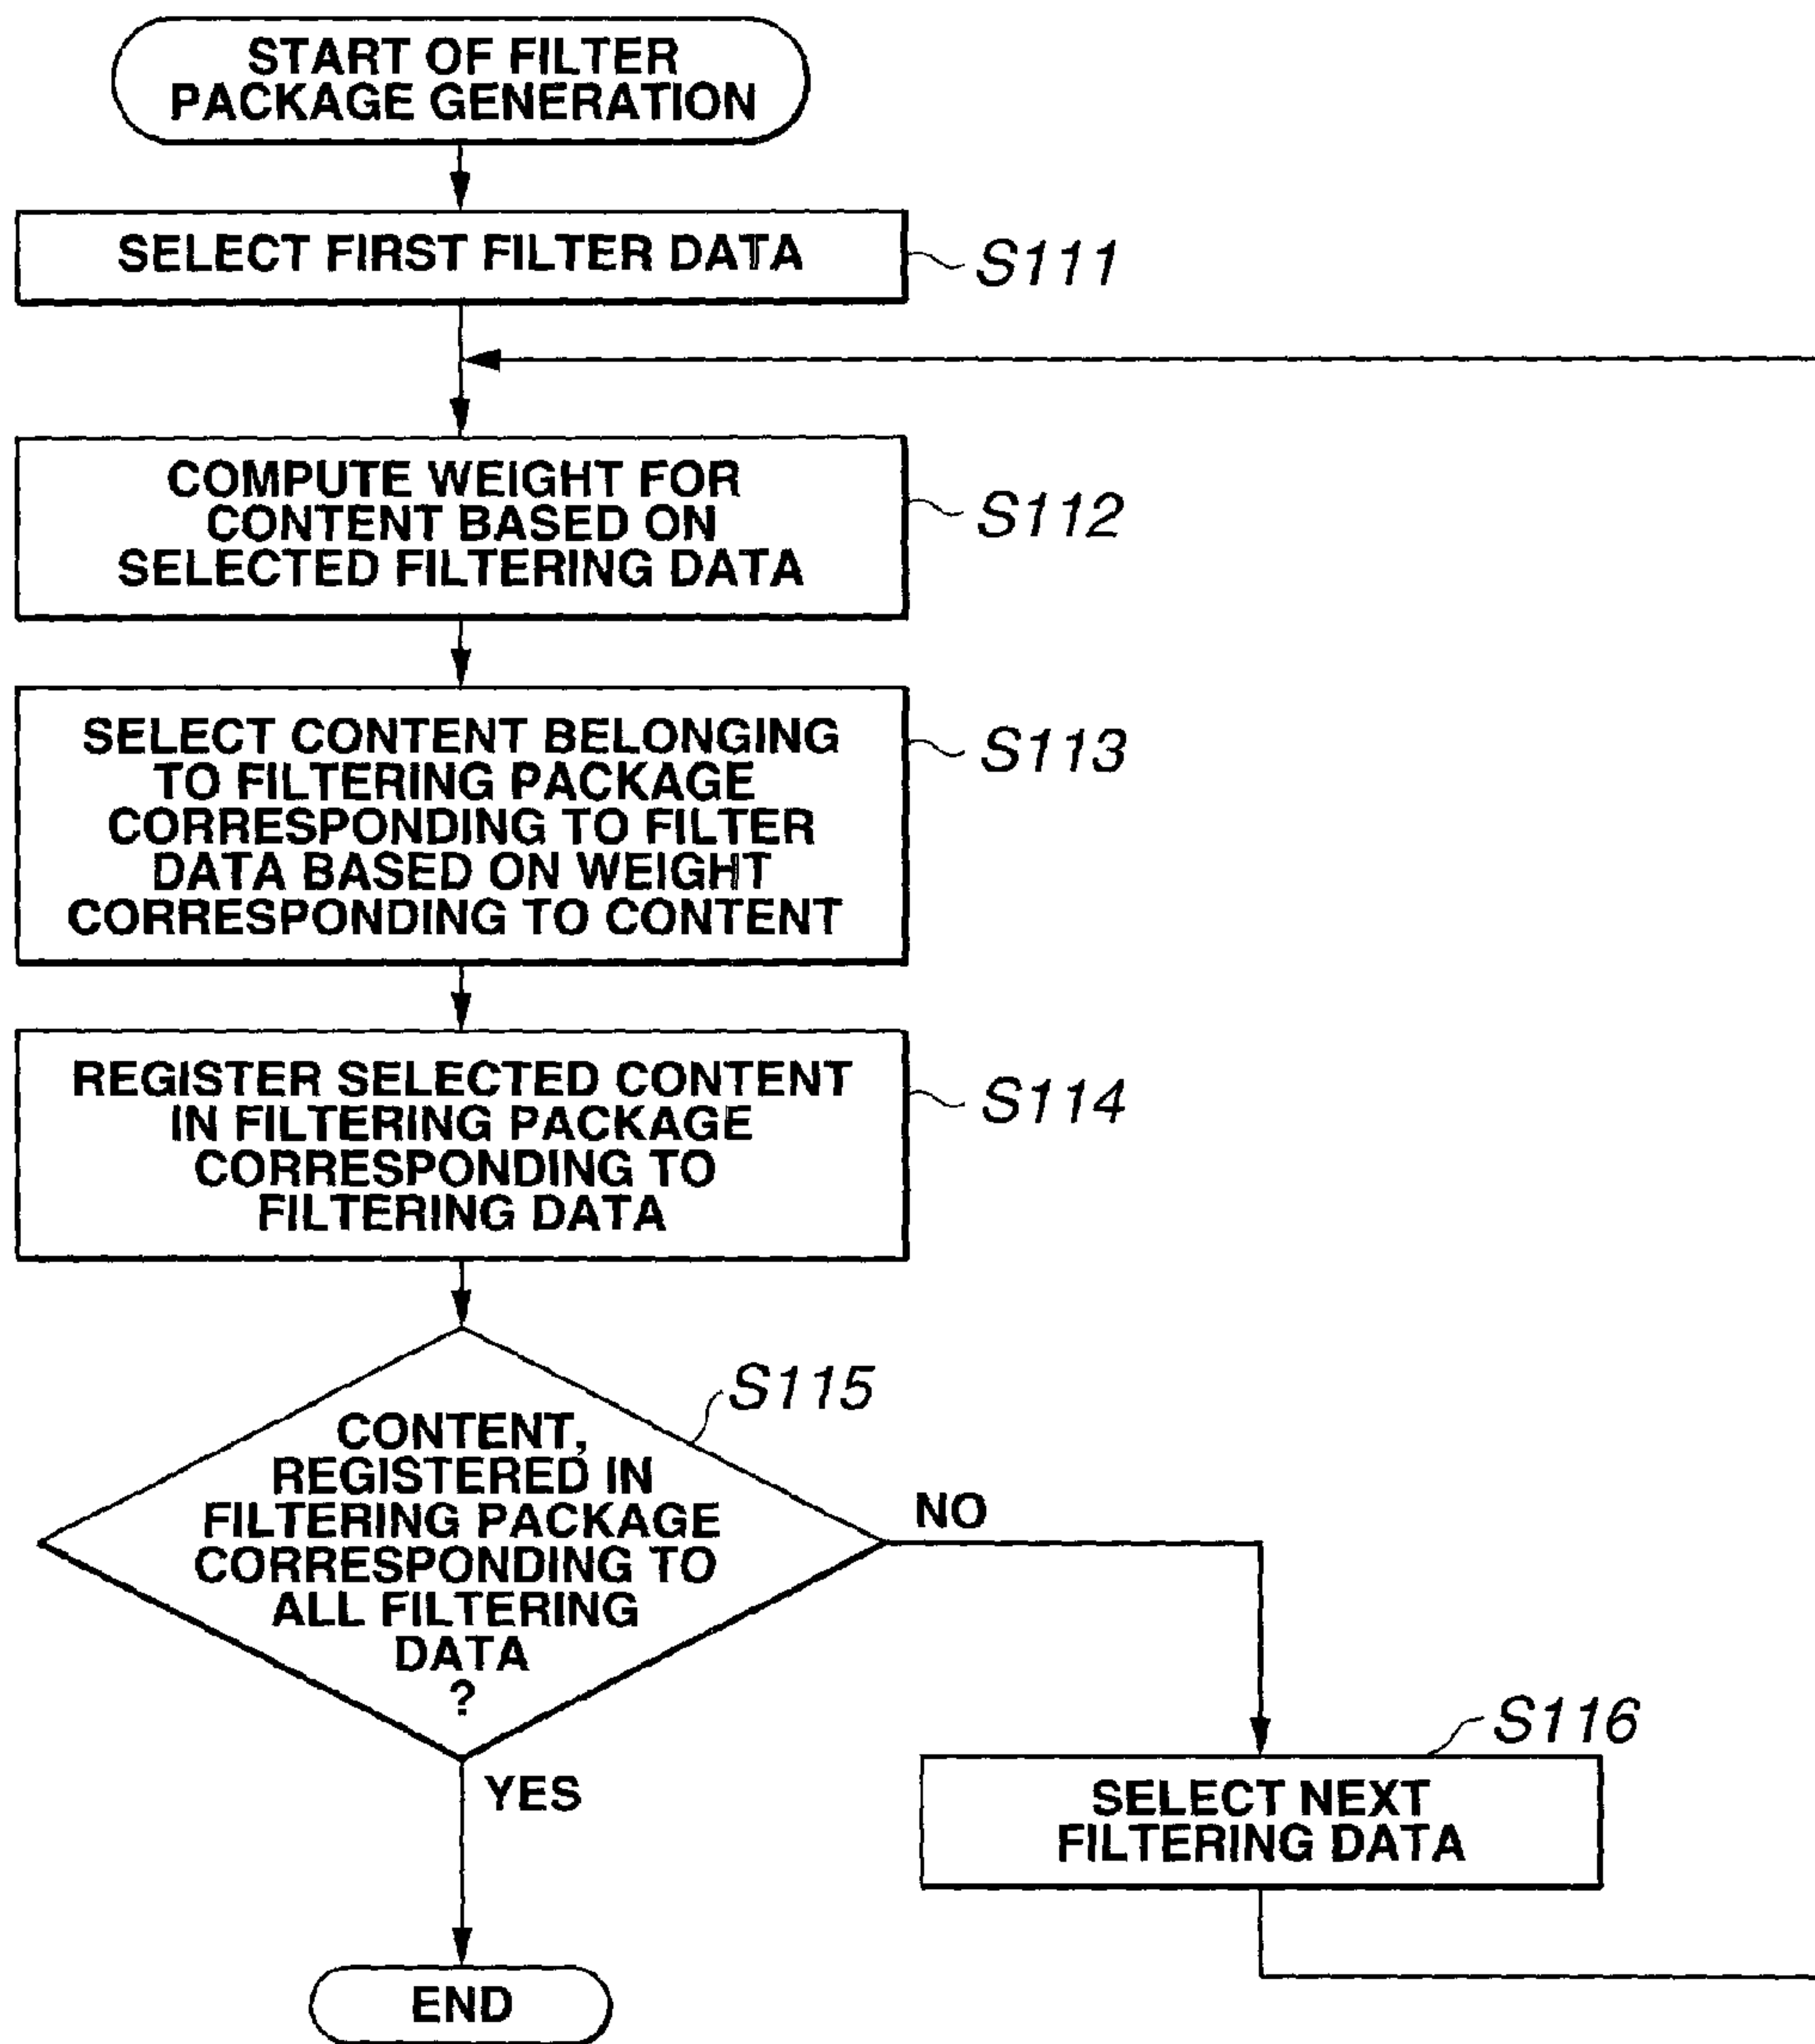 START OF FILTER
PACKAGE GENERATION
SELECT FIRST FILTER DATA
S111
COMPUTE WEIGHT FOR
CONTENT BASED ON
SELECTED FILTERING DATA
S112
SELECT CONTENT BELONGING
TO FILTERING PACKAGE
CORRESPONDING TO FILTER
DATA BASED ON WEIGHT
CORRESPONDING TO CONTENT
S113
REGISTER SELECTED CONTENT
IN FILTERING PACKAGE
CORRESPONDING TO
FILTERING DATA
S114
S115
CONTENT,
REGISTERED IN
FILTERING PACKAGE
CORRESPONDING TO
ALL FILTERING
DATA
?
NO
YES
S116
SELECT NEXT
FILTERING DATA
END